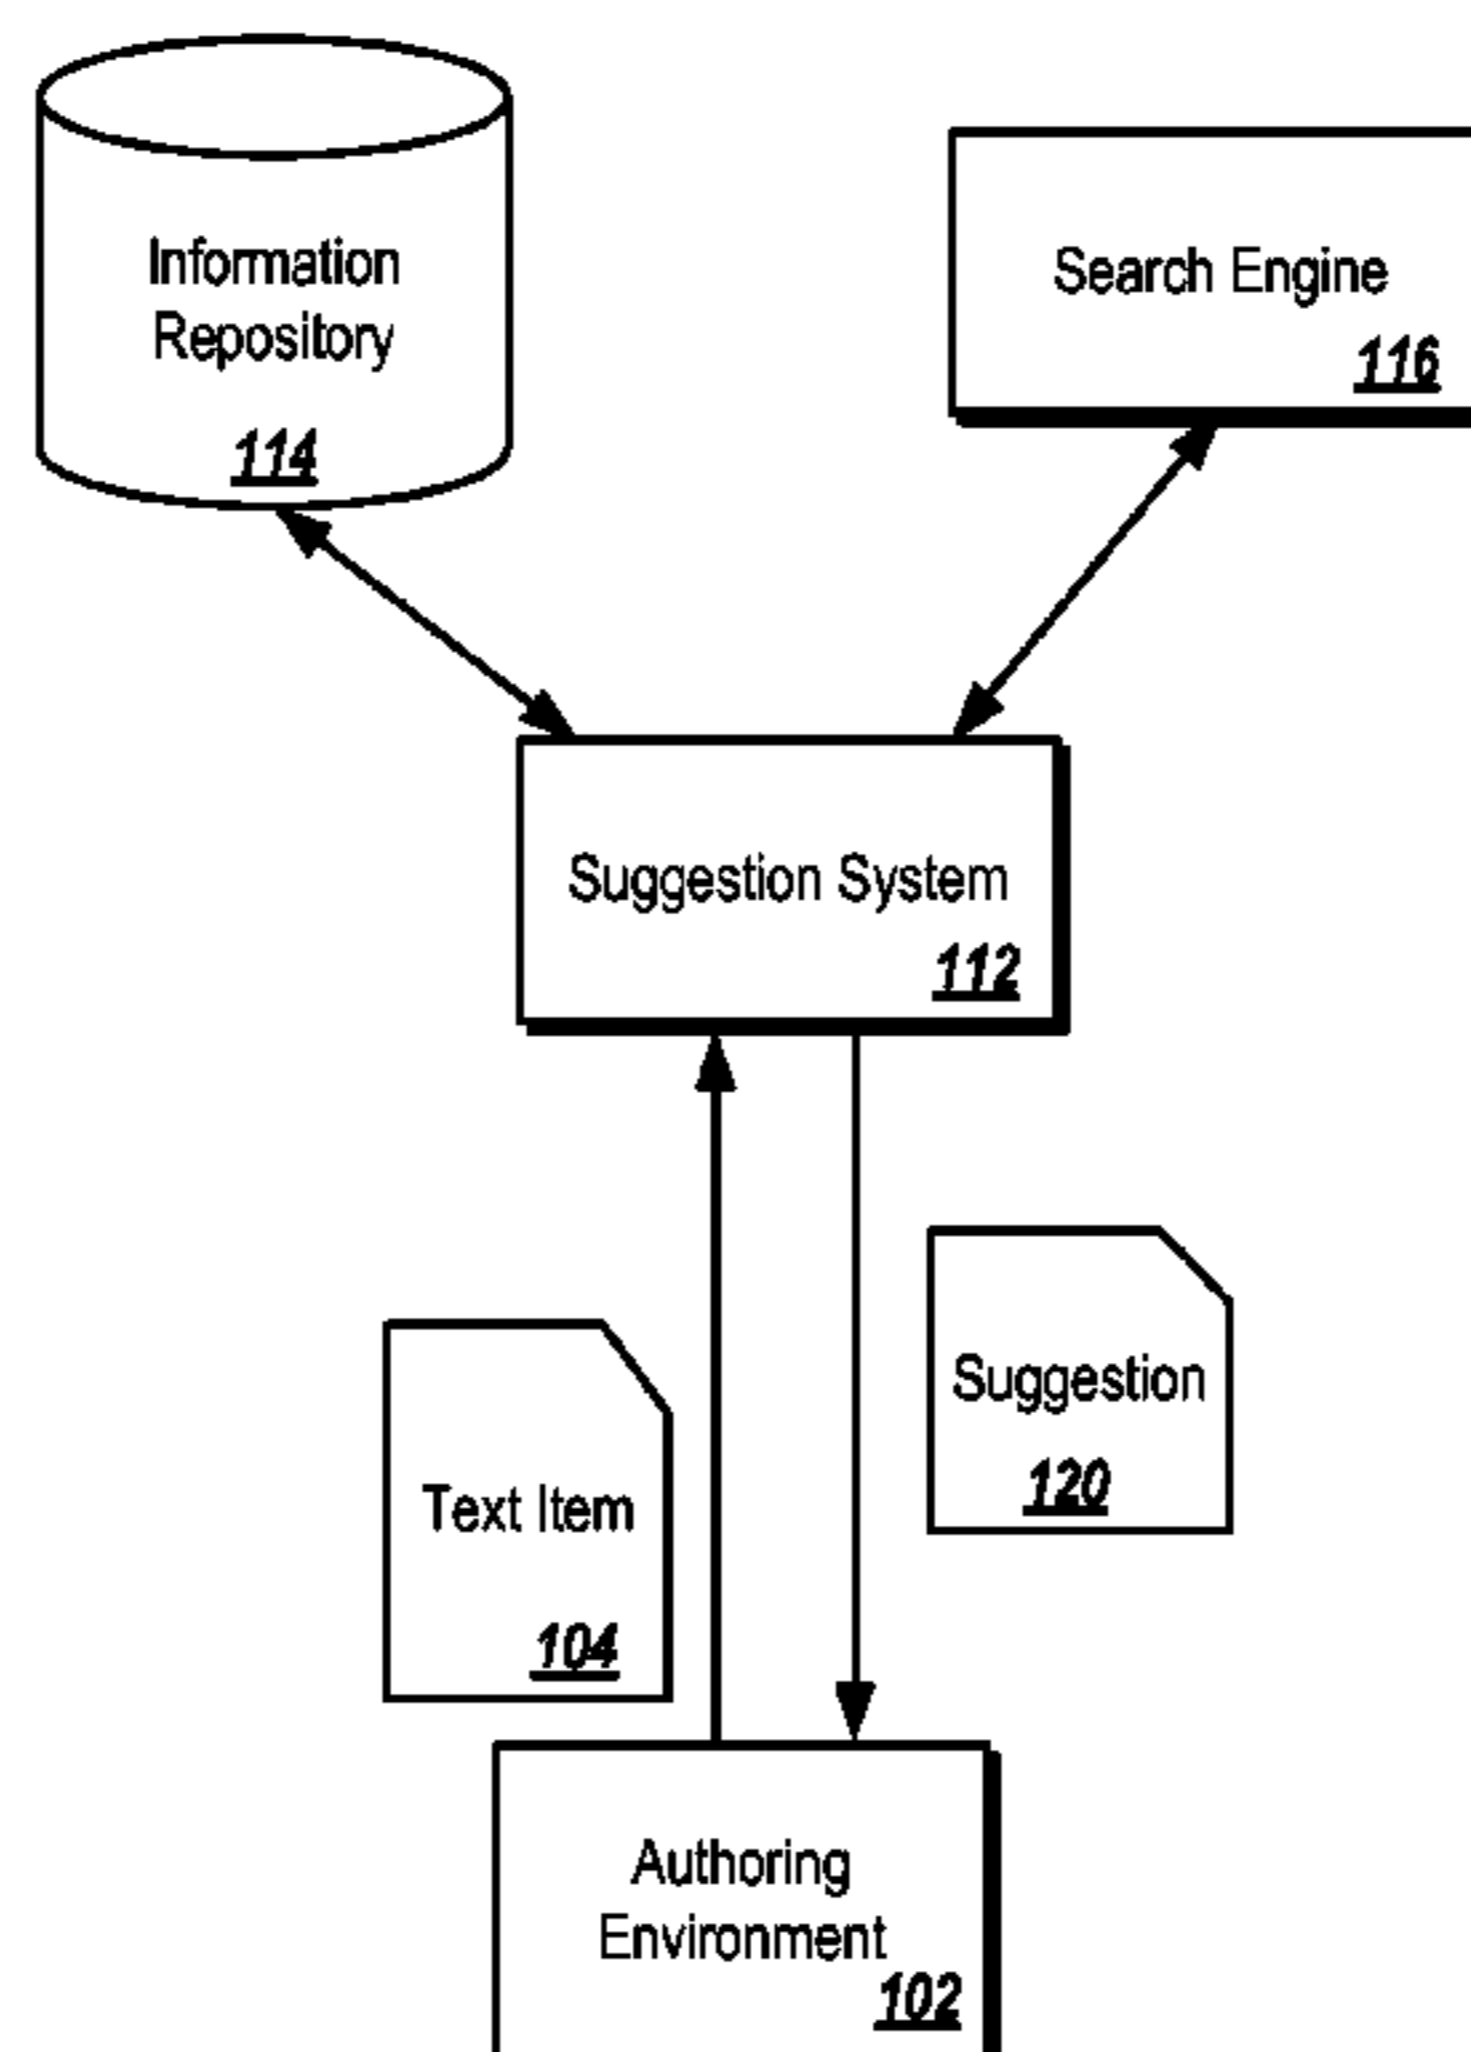 Information
Repository
114
Search Engine
116
Suggestion System
112
Suggestion
120
Text Item
104
Authoring
Environment
102